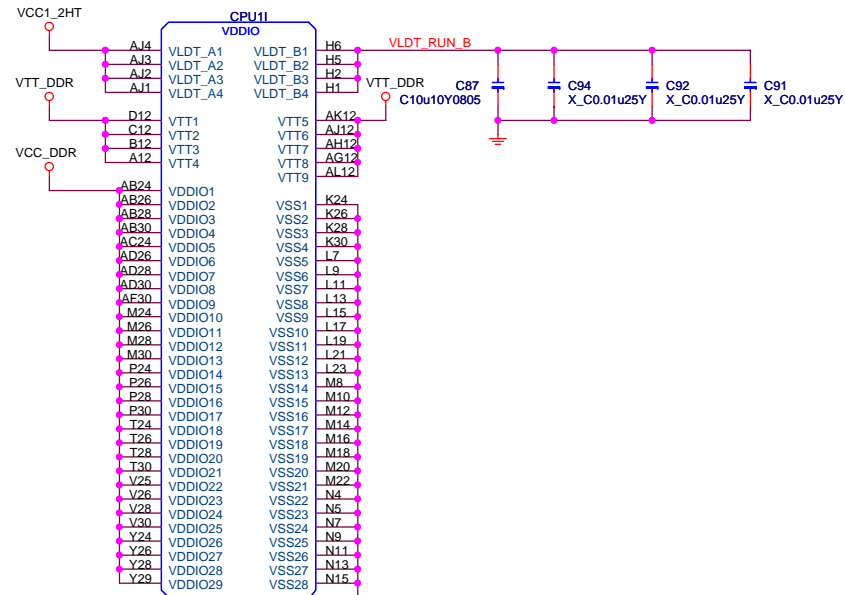 VCC1_2HT
CPU1I
VDDIO
AJ4 VLDT_A1 VLDT_B1 H6 VLDT_RUN_B
AJ3 VLDT_A2 VLDT_B2 H5
AJ2 VLDT_A3 VLDT_B3 H2
AJ1 VLDT_A4 VLDT_B4 H1
VTT_DDR VTT_DDR
C87 C94 C92 C91
C10u10Y0805 X_C0.01u25Y X_C0.01u25Y X_C0.01u25Y
D12 VTT1 VTT5 AK12
C12 VTT2 VTT6 AJ12
B12 VTT3 VTT7 AH12
A12 VTT4 VTT8 AG12
VTT9 AL12
VCC_DDR
AB24 VDDIO1
AB26 VDDIO2 VSS1 K24
AB28 VDDIO3 VSS2 K26
AB30 VDDIO4 VSS3 K28
AC24 VDDIO5 VSS4 K30
AD26 VDDIO6 VSS5 L7
AD28 VDDIO7 VSS6 L9
AD30 VDDIO8 VSS7 L11
AF30 VDDIO9 VSS8 L13
M24 VDDIO10 VSS9 L15
M26 VDDIO11 VSS10 L17
M28 VDDIO12 VSS11 L19
M30 VDDIO13 VSS12 L21
P24 VDDIO14 VSS13 L23
P26 VDDIO15 VSS14 M8
P28 VDDIO16 VSS15 M10
P30 VDDIO17 VSS16 M12
T24 VDDIO18 VSS17 M14
T26 VDDIO19 VSS18 M16
T28 VDDIO20 VSS19 M18
T30 VDDIO21 VSS20 M20
V25 VDDIO22 VSS21 M22
V26 VDDIO23 VSS22 N4
V28 VDDIO24 VSS23 N5
V30 VDDIO25 VSS24 N7
Y24 VDDIO26 VSS25 N9
Y26 VDDIO27 VSS26 N11
Y28 VDDIO28 VSS27 N13
Y29 VDDIO29 VSS28 N15